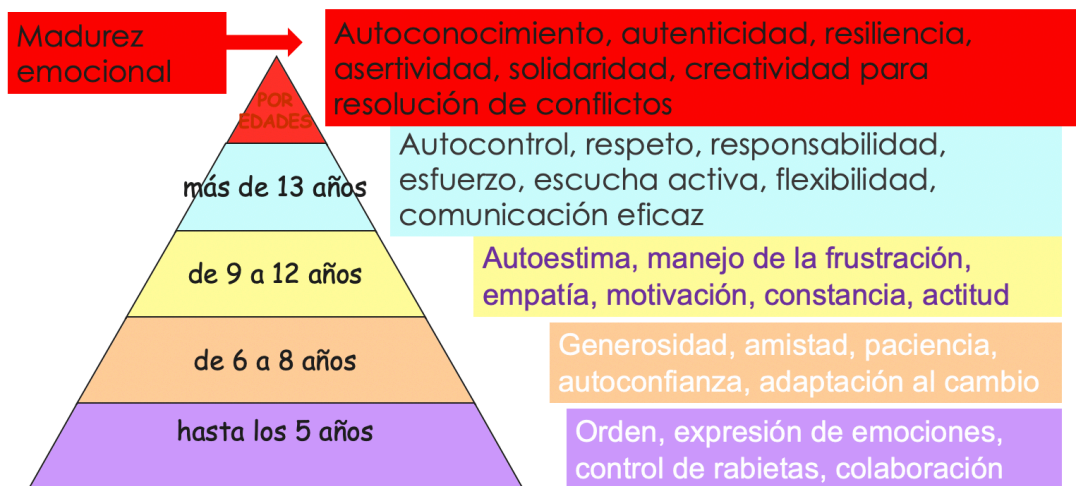 Madurez
emocional
Autoconocimiento, autenticidad, resiliencia,
asertividad, solidaridad, creatividad para
resolución de conflictos
POR
EDADES
más de 13 años
Autocontrol, respeto, responsabilidad,
esfuerzo, escucha activa, flexibilidad,
comunicación eficaz
de 9 a 12 años
Autoestima, manejo de la frustración,
empatía, motivación, constancia, actitud
de 6 a 8 años
Generosidad, amistad, paciencia,
autoconfianza, adaptación al cambio
hasta los 5 años
Orden, expresión de emociones,
control de rabietas, colaboración